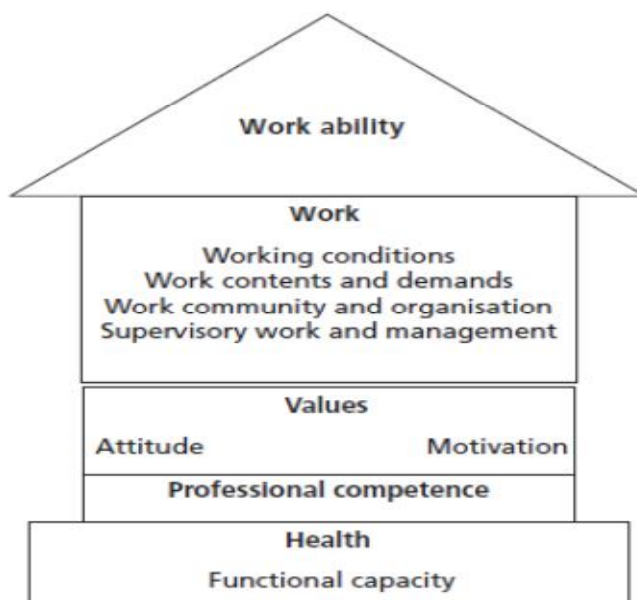 Work ability
Work
Working conditions
Work contents and demands
Work community and organisation
Supervisory work and management
Values
Attitude Motivation
Professional competence
Health
Functional capacity